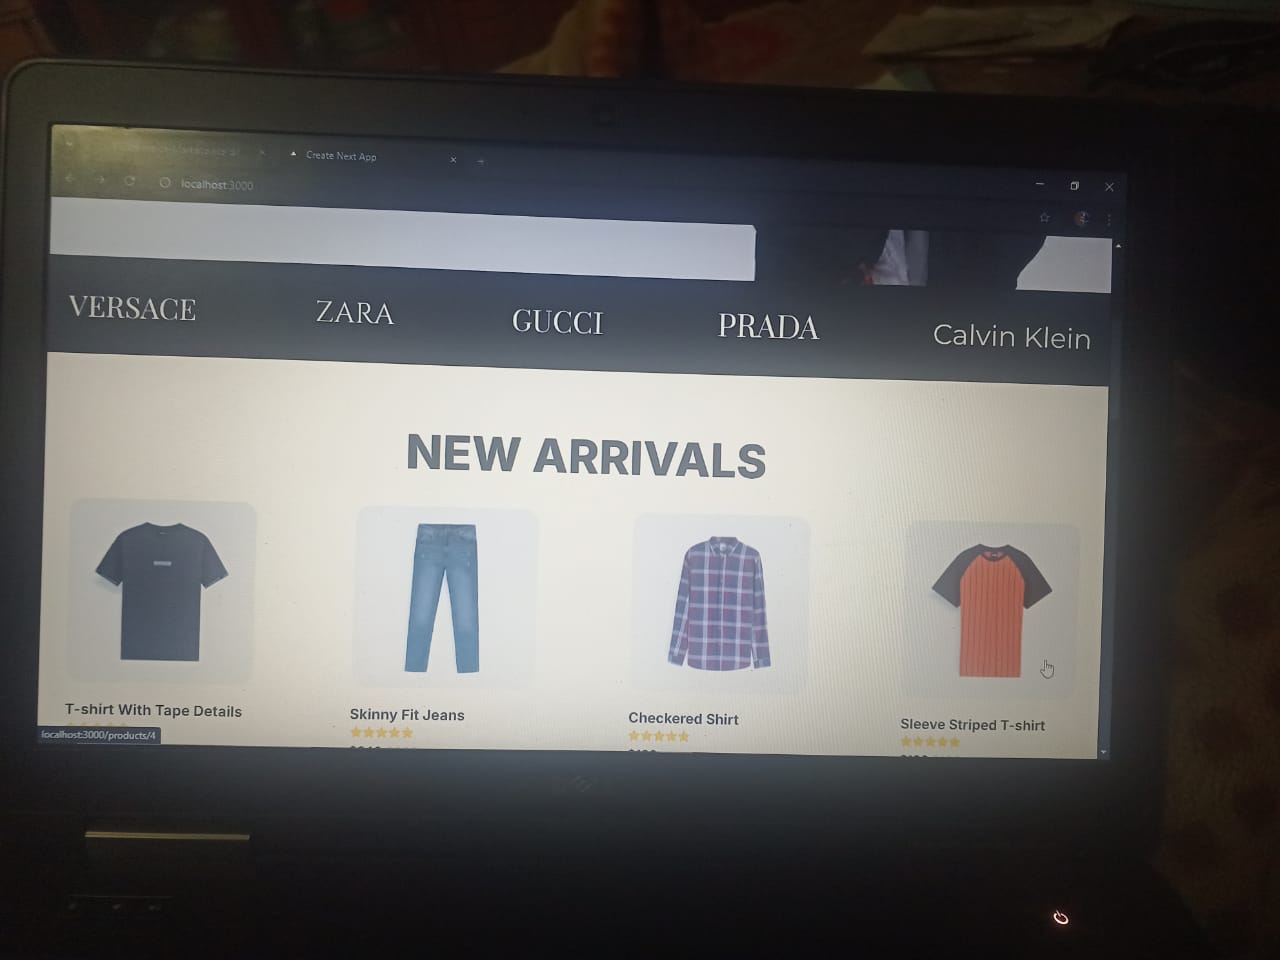 Create Next App
localhost:3000
VERSACE ZARA GUCCI PRADA Calvin Klein
NEW ARRIVALS
T-shirt With Tape Details
Skinny Fit Jeans
Checkered Shirt
Sleeve Striped T-shirt
localhost:3000/products/4